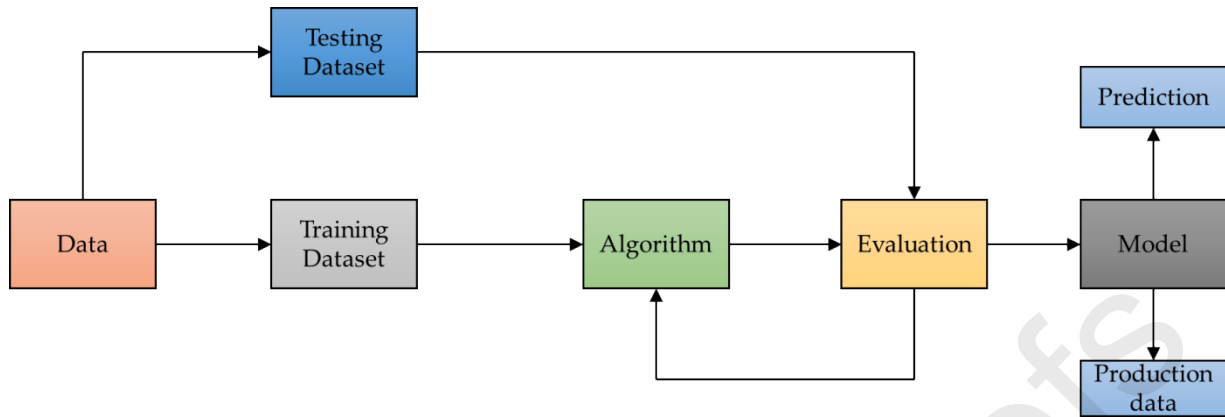 Testing
Dataset
Prediction
Data
Training
Dataset
Algorithm
Evaluation
Model
Production
data